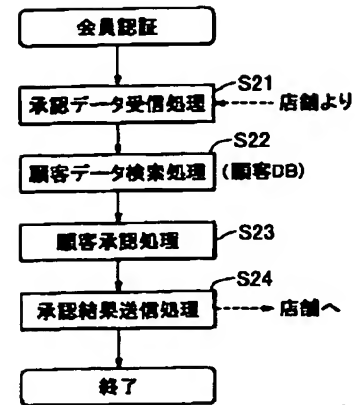 会員認証
S21
承認データ受信処理
店舗より
S22
顧客データ検索処理
(顧客DB)
顧客承認処理
S23
S24
承認結果送信処理
店舗へ
終了